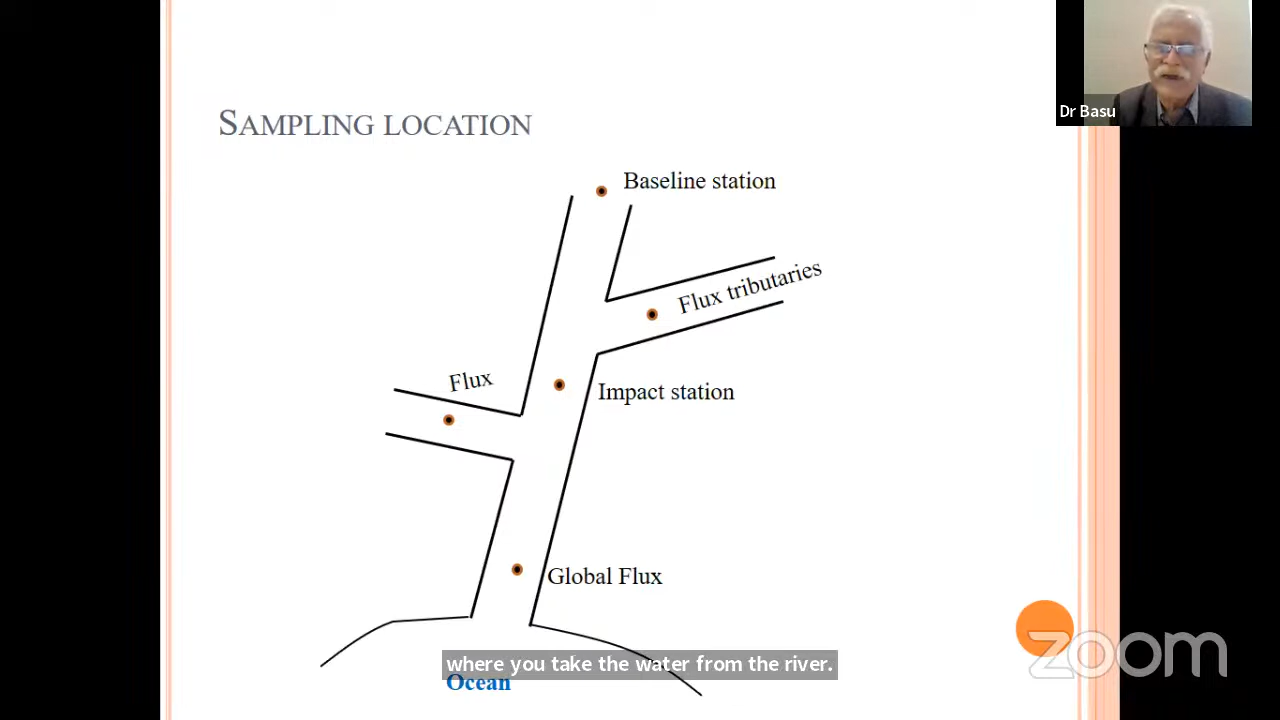 Dr Basu
SAMPLING LOCATION
Baseline station
Flux tributaries
Flux
Impact station
Global Flux
where you take the water from the river.
Ocean
zoom